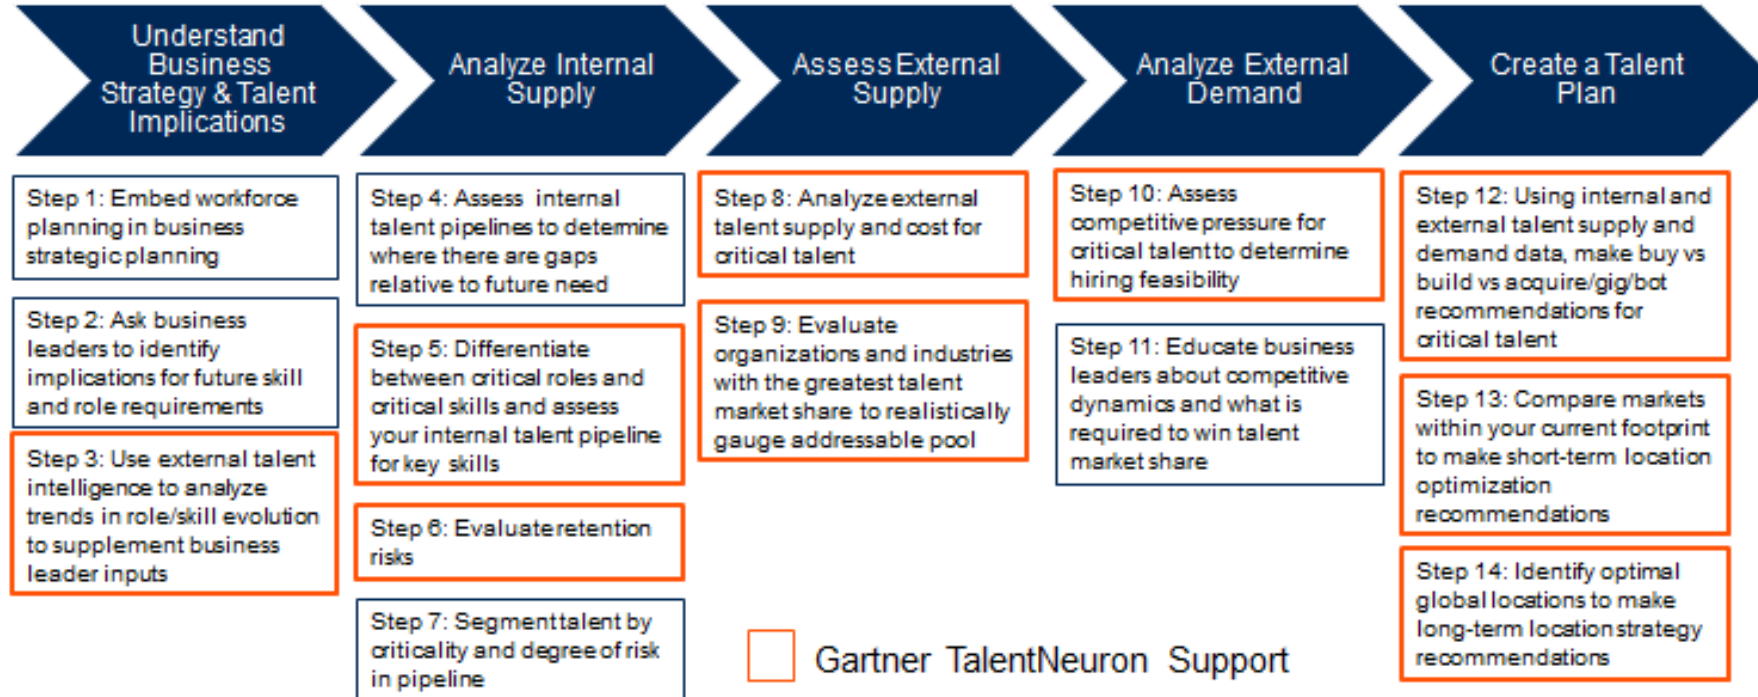 Understand
Business
Strategy & Talent
Implications
Analyze Internal
Supply
Assess External
Supply
Analyze External
Demand
Create a Talent
Plan
Step 1: Embed workforce
planning in business
strategic planning
Step 2: Ask business
leaders to identify
implications for future skill
and role requirements
Step 3: Use external talent
intelligence to analyze
trends in role/skill evolution
to supplement business
leader inputs
Step 4: Assess internal
talent pipelines to determine
where there are gaps
relative to future need
Step 5: Differentiate
between critical roles and
critical skills and assess
your internal talent pipeline
for key skills
Step 6: Evaluate retention
risks
Step 7: Segment talent by
criticality and degree of risk
in pipeline
Step 8: Analyze external
talent supply and cost for
critical talent
Step 9: Evaluate
organizations and industries
with the greatest talent
market share to realistically
gauge addressable pool
Step 10: Assess
competitive pressure for
critical talent to determine
hiring feasibility
Step 11: Educate business
leaders about competitive
dynamics and what is
required to win talent
market share
Step 12: Using internal and
external talent supply and
demand data, make buy vs
build vs acquire/gig/bot
recommendations for
critical talent
Step 13: Compare markets
within your current footprint
to make short-term location
optimization
recommendations
Step 14: Identify optimal
global locations to make
long-term location strategy
recommendations
Gartner TalentNeuron Support